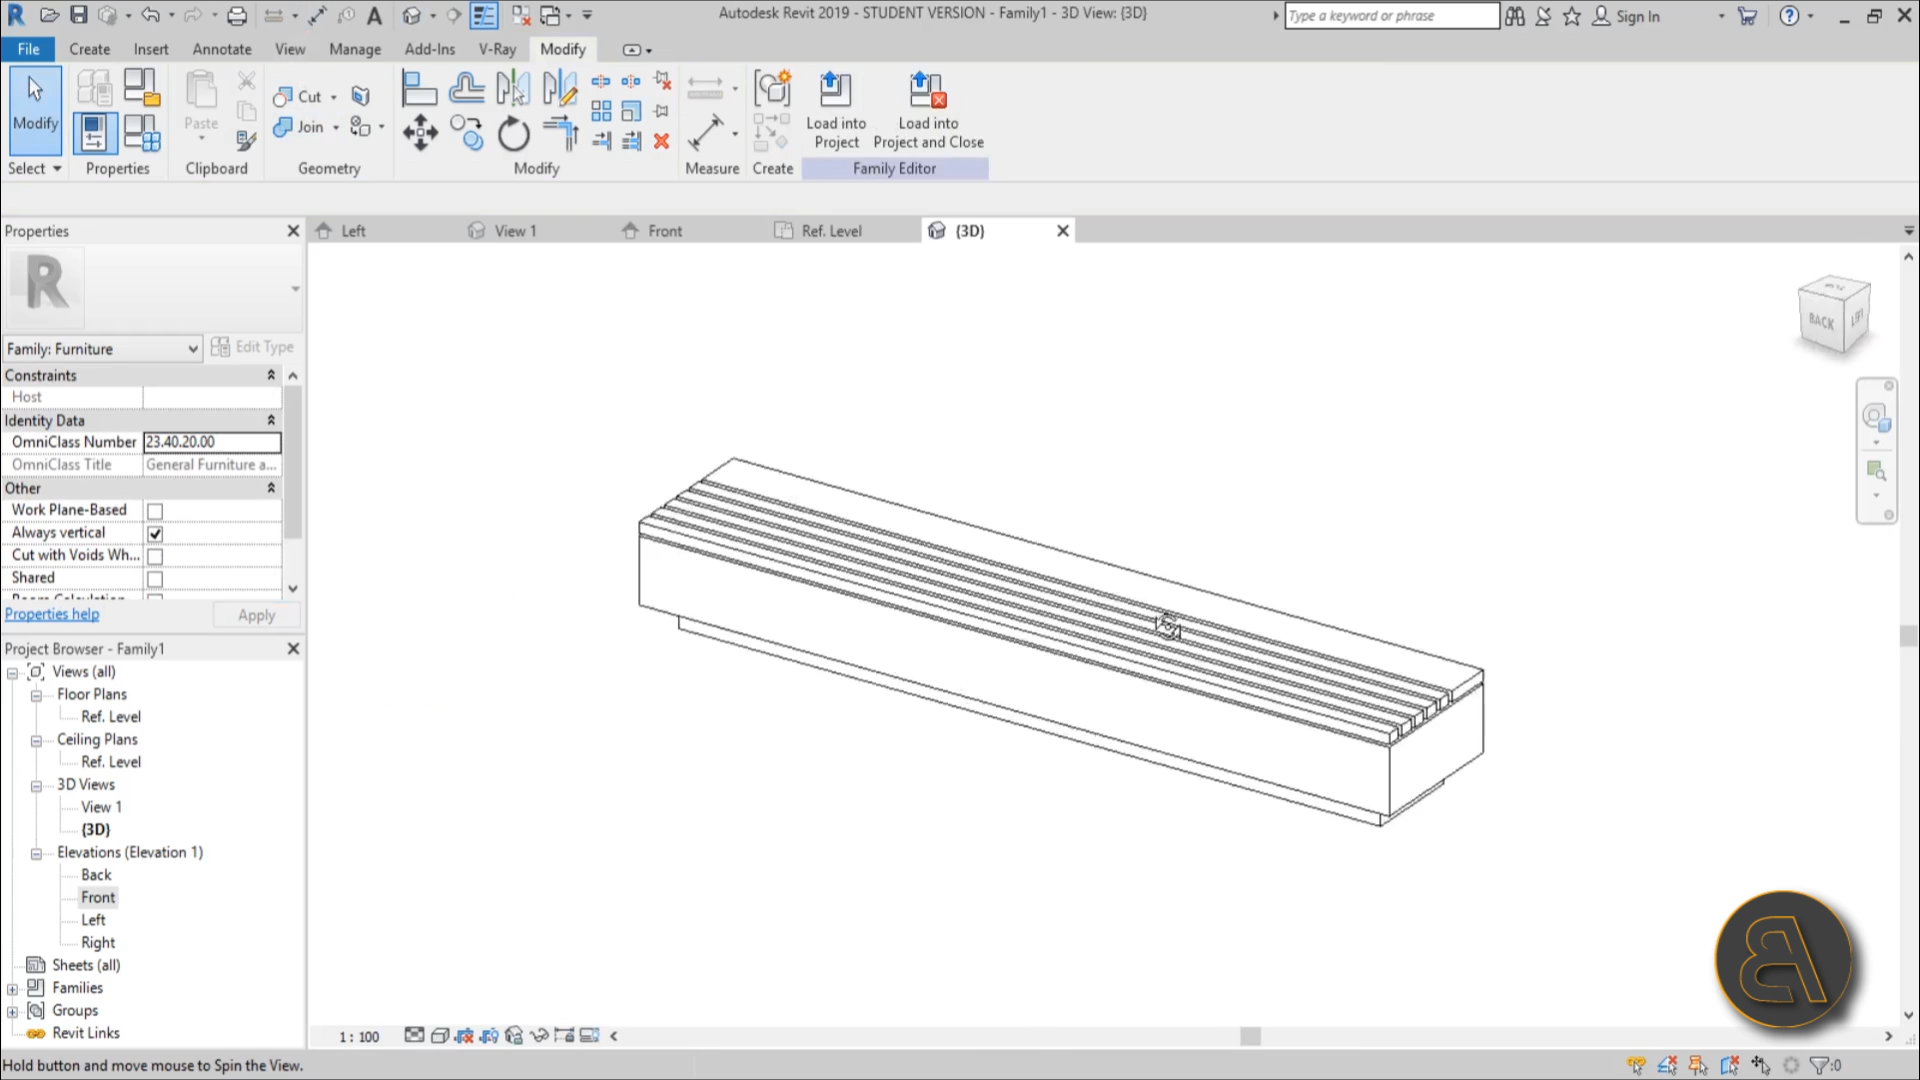 Autodesk Revit 2019 - STUDENT VERSION - Family1 - 3D View: {3D}
Type a keyword or phrase
Sign In
File Create Insert Annotate View Manage Add-Ins V-Ray Modify
Modify
Paste
Cut
Join
Load into Project
Load into Project and Close
Select Properties Clipboard Geometry Modify Measure Create Family Editor
Properties
Left View 1 Front Ref. Level {3D}
R
Family: Furniture
Edit Type
Constraints
Host
Identity Data
OmniClass Number 23.40.20.00
OmniClass Title General Furniture a...
Other
Work Plane-Based
Always vertical
Cut with Voids Wh...
Shared
Properties help
Apply
Project Browser - Family1
Views (all)
Floor Plans
Ref. Level
Ceiling Plans
Ref. Level
3D Views
View 1
{3D}
Elevations (Elevation 1)
Back
Front
Left
Right
Sheets (all)
Families
Groups
Revit Links
BACK
1 : 100
Hold button and move mouse to Spin the View.
:0